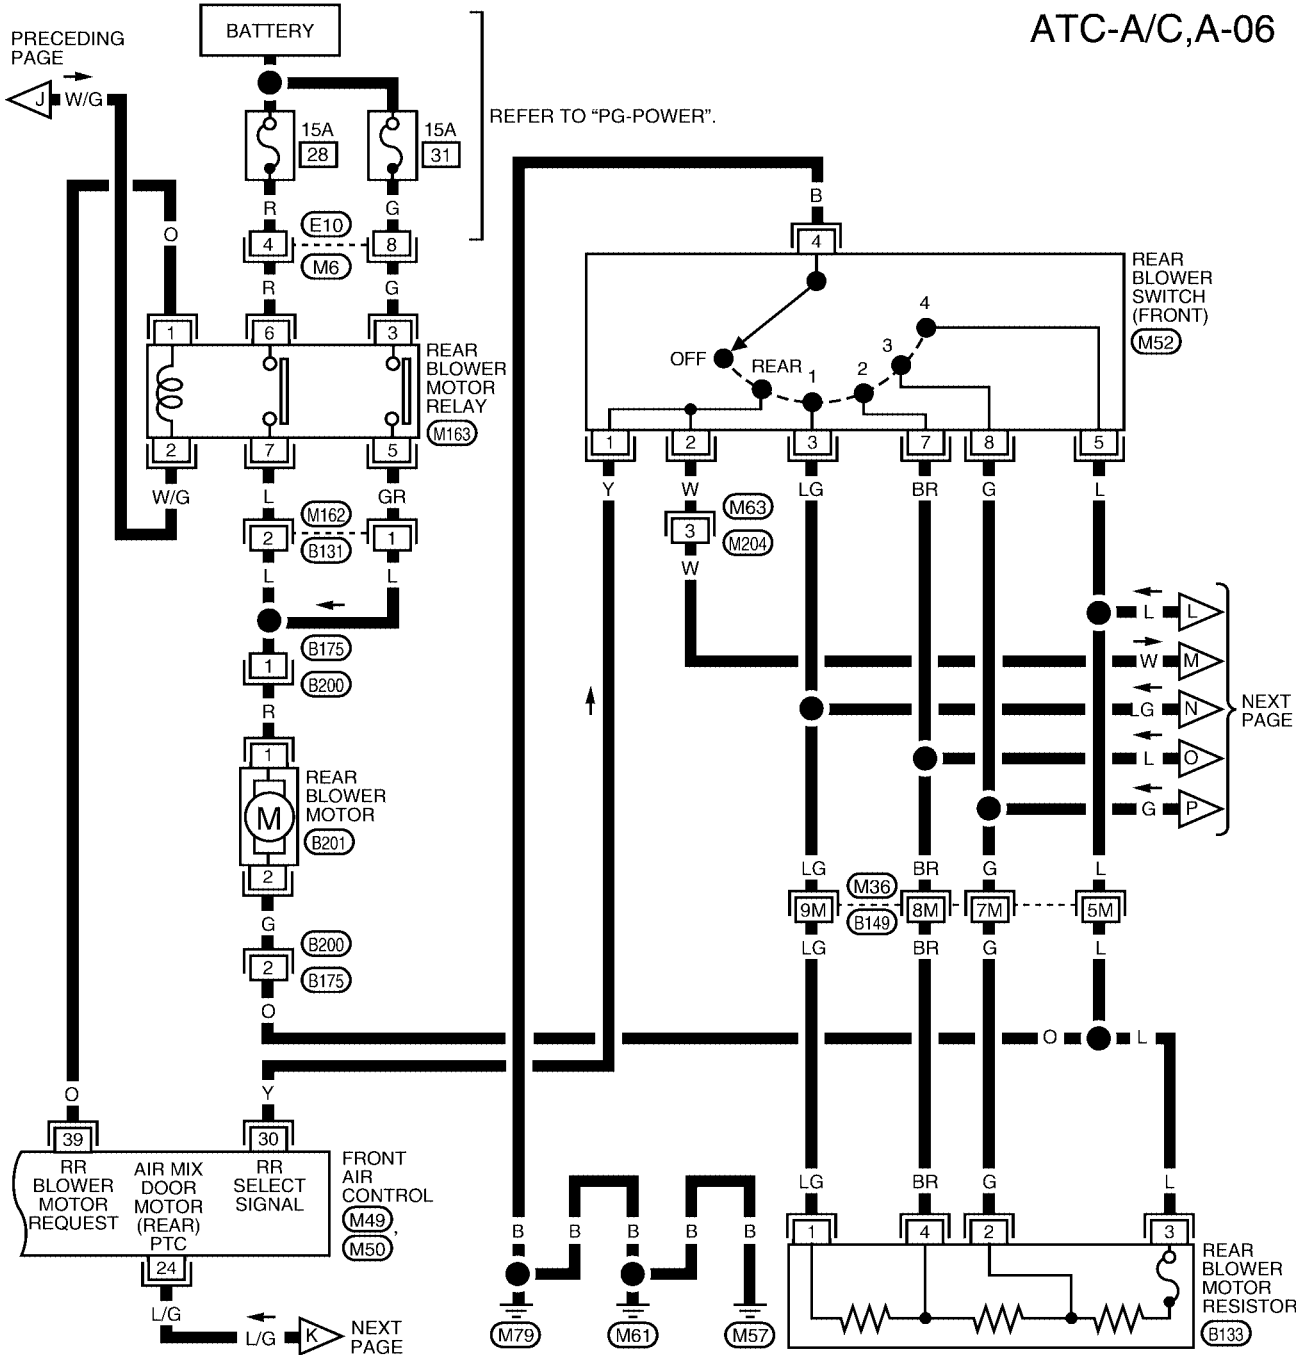 ATC-A/C,A-06
BATTERY
PRECEDING
PAGE
J W/G
REFER TO “PG-POWER”.
15A
28
15A
31
R
G
E10
4
8
M6
R
G
O
1
6
3
REAR
BLOWER
MOTOR
RELAY
M163
2
7
5
W/G
L
GR
M162
2
1
B131
L
L
B175
1
B200
R
1
M
REAR
BLOWER
MOTOR
B201
2
G
B200
2
B175
O
O
Y
39
30
RR
BLOWER
MOTOR
REQUEST
AIR MIX
DOOR
MOTOR
(REAR)
PTC
RR
SELECT
SIGNAL
FRONT
AIR
CONTROL
M49,
M50
24
L/G
L/G
K
NEXT
PAGE
B
4
REAR
BLOWER
SWITCH
(FRONT)
M52
OFF
REAR
1
2
3
4
1
2
3
7
8
5
Y
W
LG
BR
G
L
M63
3
M204
W
L L
W M
LG N
L O
G P
NEXT
PAGE
LG
BR
G
L
M36
9M
8M
7M
5M
B149
LG
BR
G
L
O
L
LG
BR
G
L
1
4
2
3
REAR
BLOWER
MOTOR
RESISTOR
B133
B
B
B
B
B
M79
M61
M57